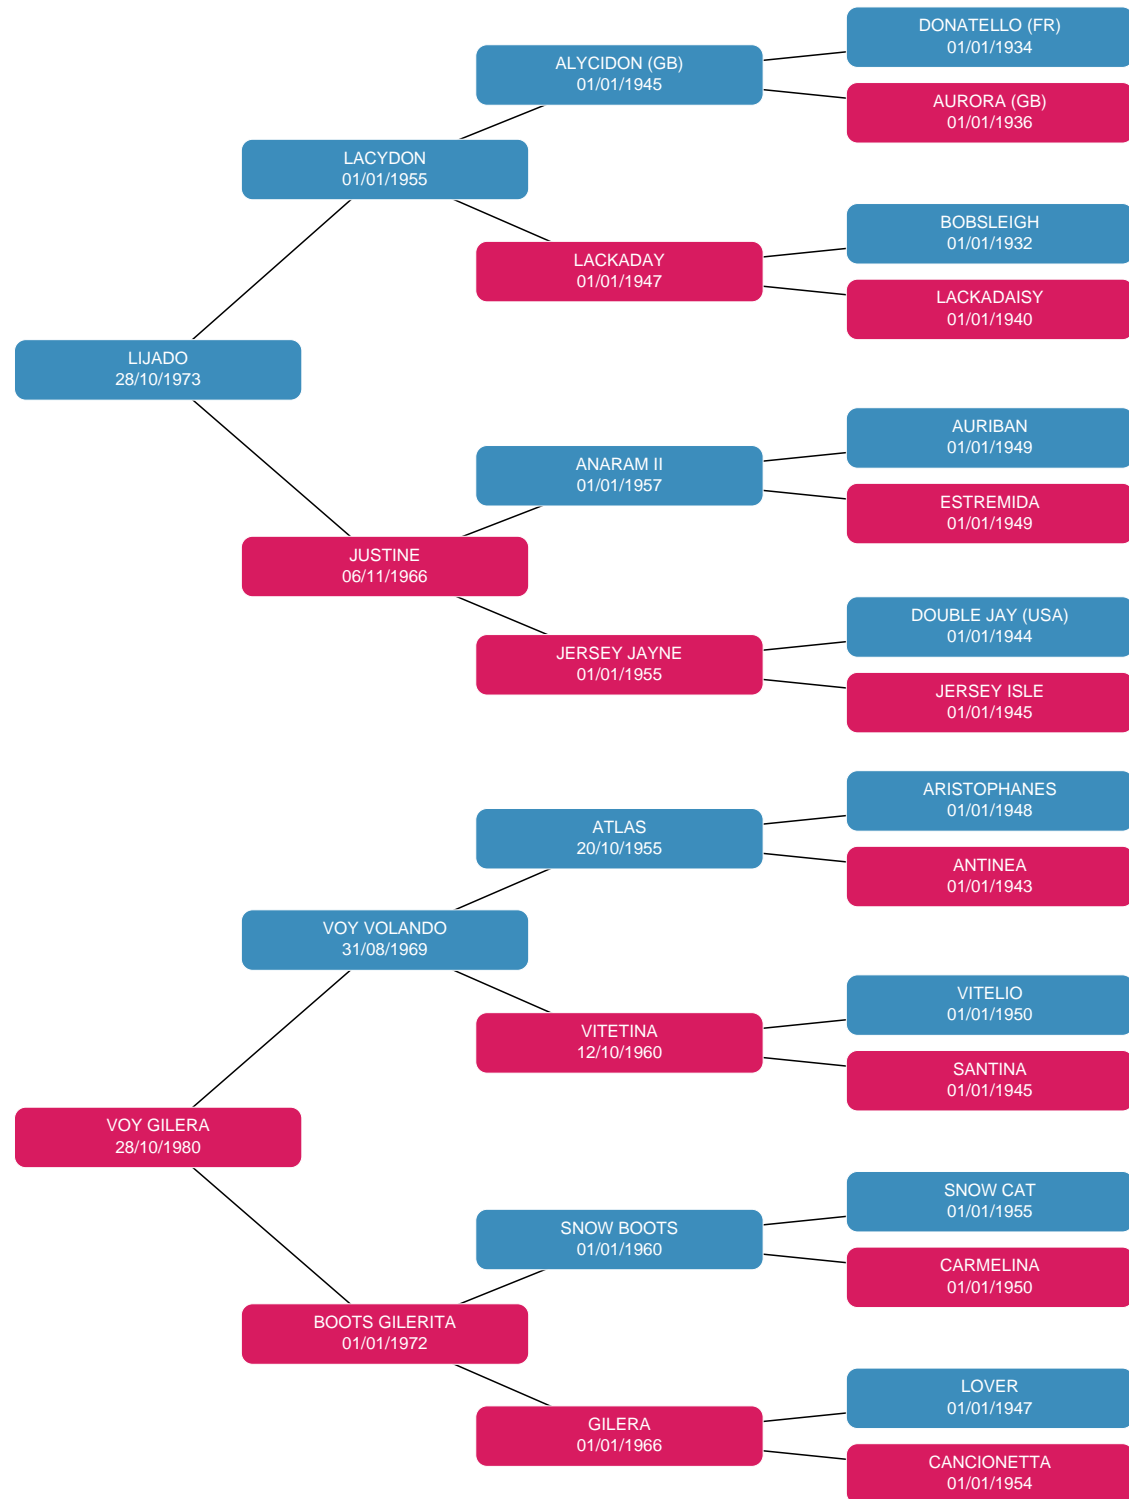 DONATELLO (FR)
01/01/1934
ALYCIDON (GB)
01/01/1945
AURORA (GB)
01/01/1936
LACYDON
01/01/1955
BOBSLEIGH
01/01/1932
LACKADAY
01/01/1947
LACKADAISY
01/01/1940
LIJADO
28/10/1973
AURIBAN
01/01/1949
ANARAM II
01/01/1957
ESTREMIDA
01/01/1949
JUSTINE
06/11/1966
DOUBLE JAY (USA)
01/01/1944
JERSEY JAYNE
01/01/1955
JERSEY ISLE
01/01/1945
ARISTOPHANES
01/01/1948
ATLAS
20/10/1955
ANTINEA
01/01/1943
VOY VOLANDO
31/08/1969
VITELIO
01/01/1950
VITETINA
12/10/1960
SANTINA
01/01/1945
VOY GILERA
28/10/1980
SNOW CAT
01/01/1955
SNOW BOOTS
01/01/1960
CARMELINA
01/01/1950
BOOTS GILERITA
01/01/1972
LOVER
01/01/1947
GILERA
01/01/1966
CANCIONETTA
01/01/1954